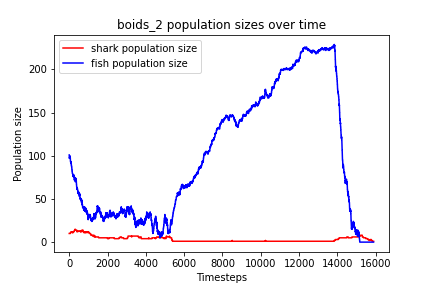 boids_2 population sizes over time
shark population size
fish population size
Population size
200
150
100
50
0
0 2000 4000 6000 8000 10000 12000 14000 16000
Timesteps